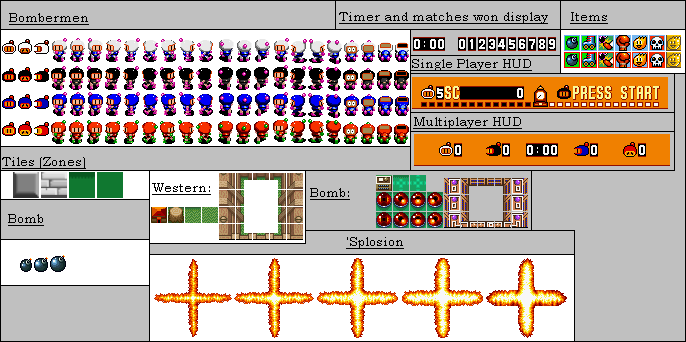 Bombermen
Timer and matches won display
Items
0:00 0123456789
Single Player HUD
5SC 0 PRESS START
Multiplayer HUD
0 0 0:00 0 0
Tiles [Zones]
Western:
Bomb:
Bomb
'Splosion